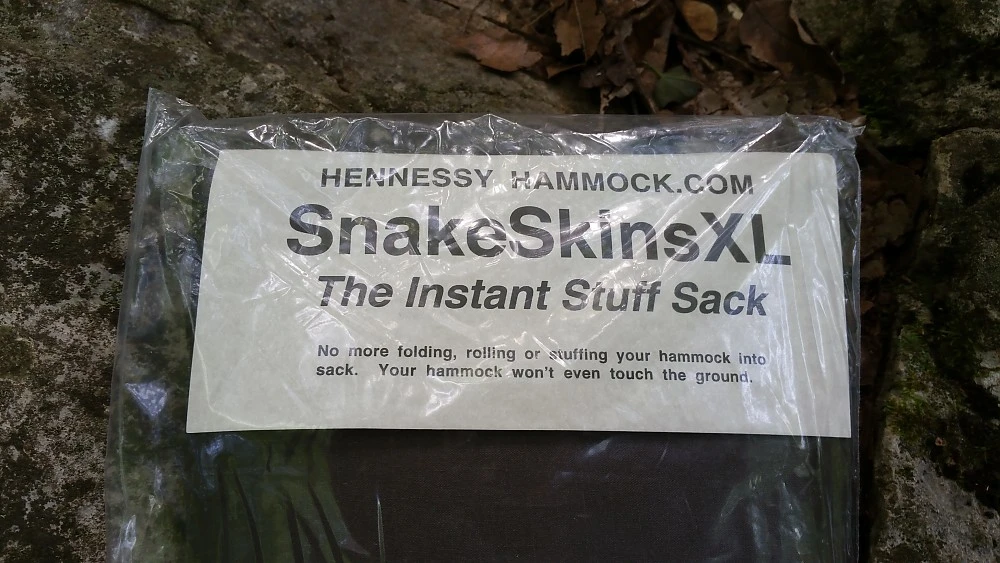 HENNESSY HAMMOCK.COM
SnakeSkinsXL
The Instant Stuff Sack
No more folding, rolling or stuffing your hammock into
sack. Your hammock won't even touch the ground.